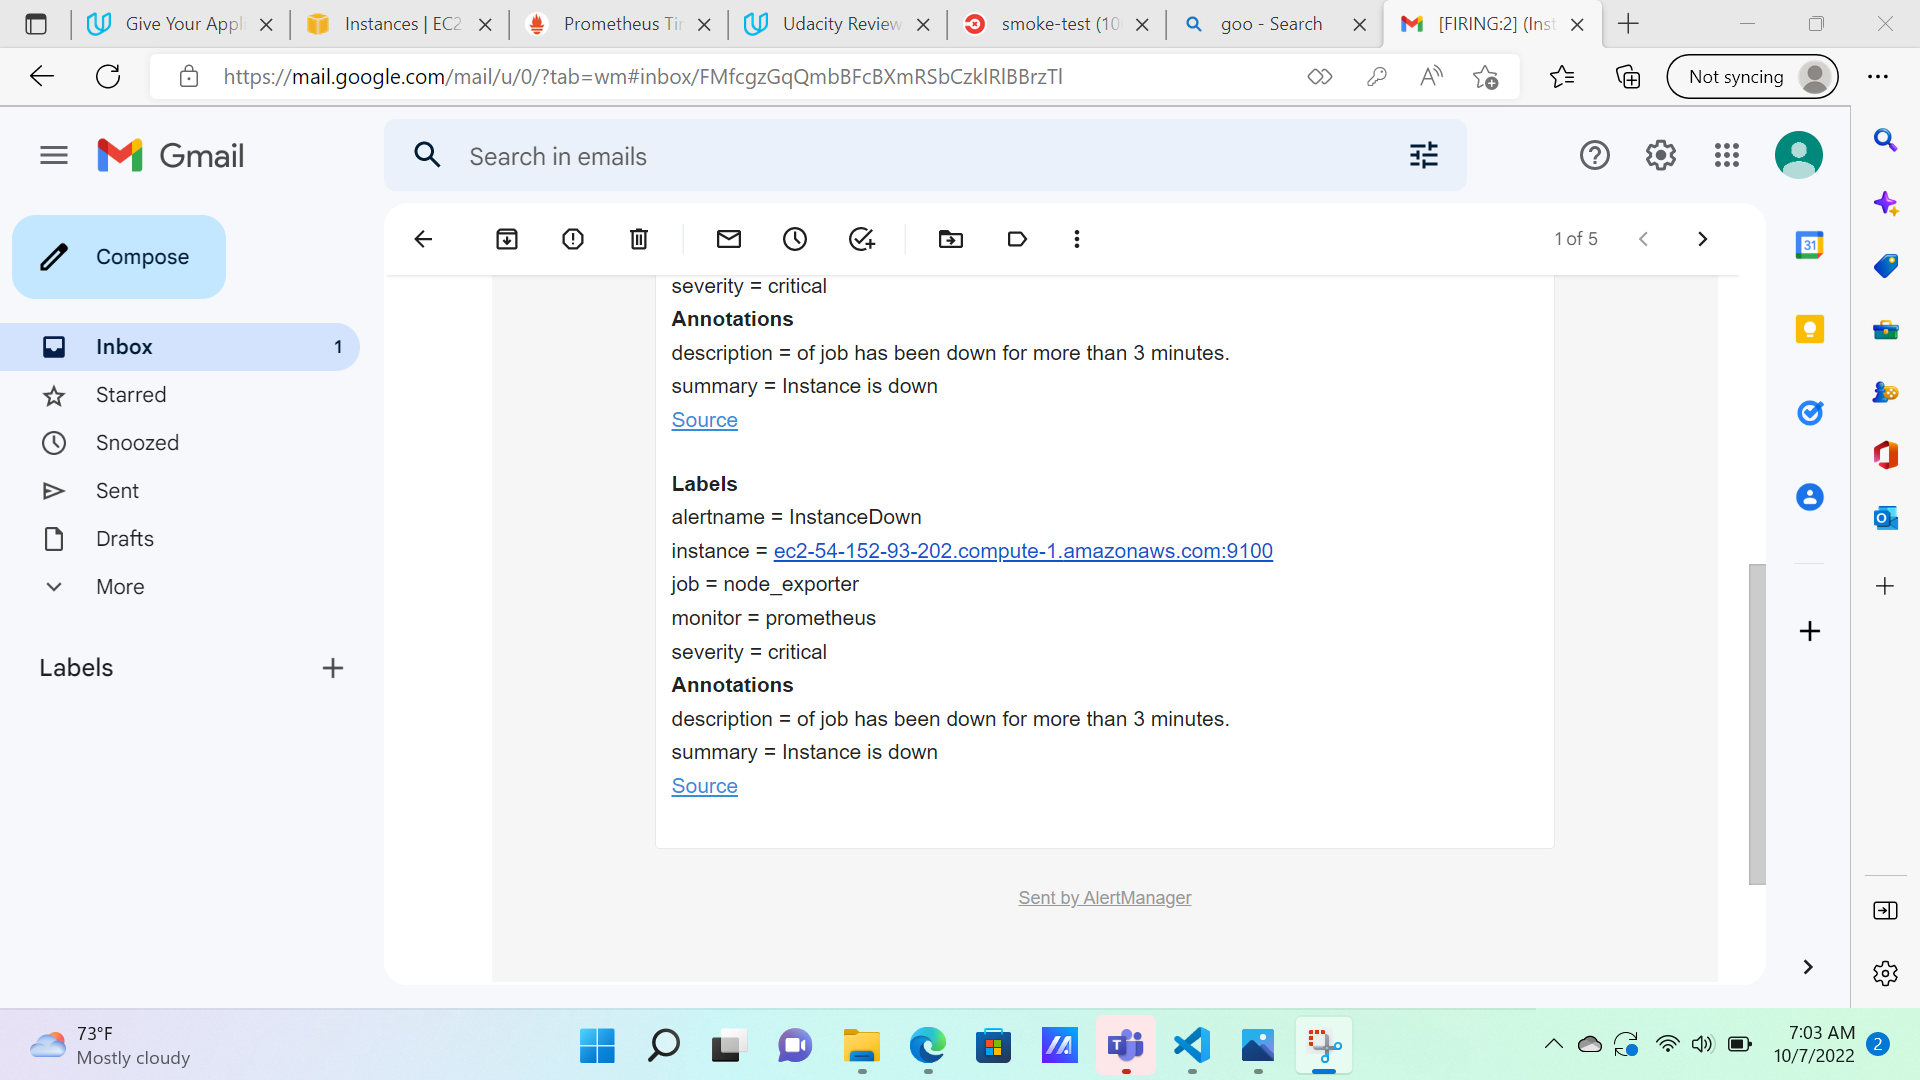 Give Your Appli
Instances | EC2
Prometheus Tim
Udacity Review
smoke-test (10
goo - Search
[FIRING:2] (Inst
https://mail.google.com/mail/u/0/?tab=wm#inbox/FMfcgzGqQmbBFcBXmRSbCzklRlBBrzTl
Not syncing
Gmail
Search in emails
Compose
1 of 5
31
Inbox 1
Starred
Snoozed
Sent
Drafts
More
Labels
severity = critical
Annotations
description = of job has been down for more than 3 minutes.
summary = Instance is down
Source
Labels
alertname = InstanceDown
instance = ec2-54-152-93-202.compute-1.amazonaws.com:9100
job = node_exporter
monitor = prometheus
severity = critical
Annotations
description = of job has been down for more than 3 minutes.
summary = Instance is down
Source
Sent by AlertManager
73°F
Mostly cloudy
7:03 AM
10/7/2022
2